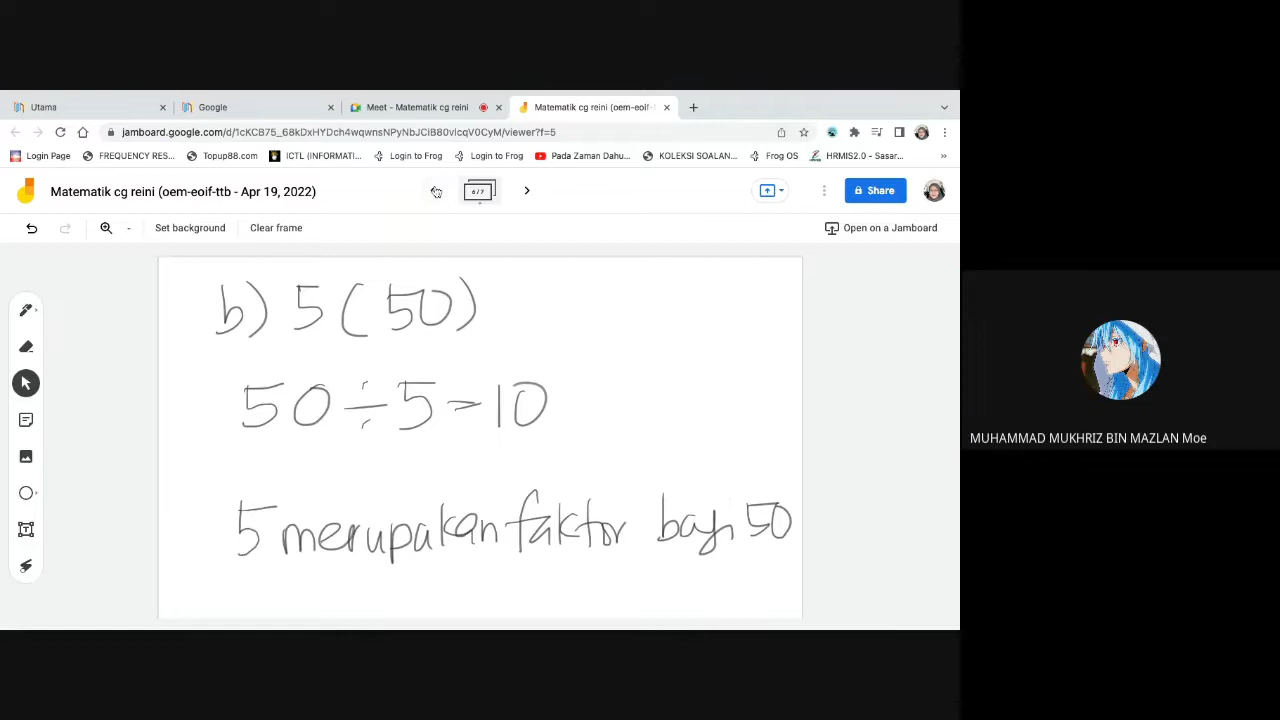 Utama
Google
Meet - Matematik cg reini
Matematik cg reini (oem-eoif-
jamboard.google.com/d/1cKCB75_68kDxHYDch4wqwnsNPyNbJCiB80vlcqV0CyM/viewer?f=5
Login Page FREQUENCY RES... Topup88.com ICTL (INFORMATI... Login to Frog Login to Frog Pada Zaman Dahu... KOLEKSI SOALAN... Frog OS HRMIS2.0 - Sasar... »
Matematik cg reini (oem-eoif-ttb - Apr 19, 2022)
6/7
Share
Set background Clear frame
Open on a Jamboard
b) 5 (50)
50 ÷ 5 = 10
5 merupakan faktor bagi 50
MUHAMMAD MUKHRIZ BIN MAZLAN Moe